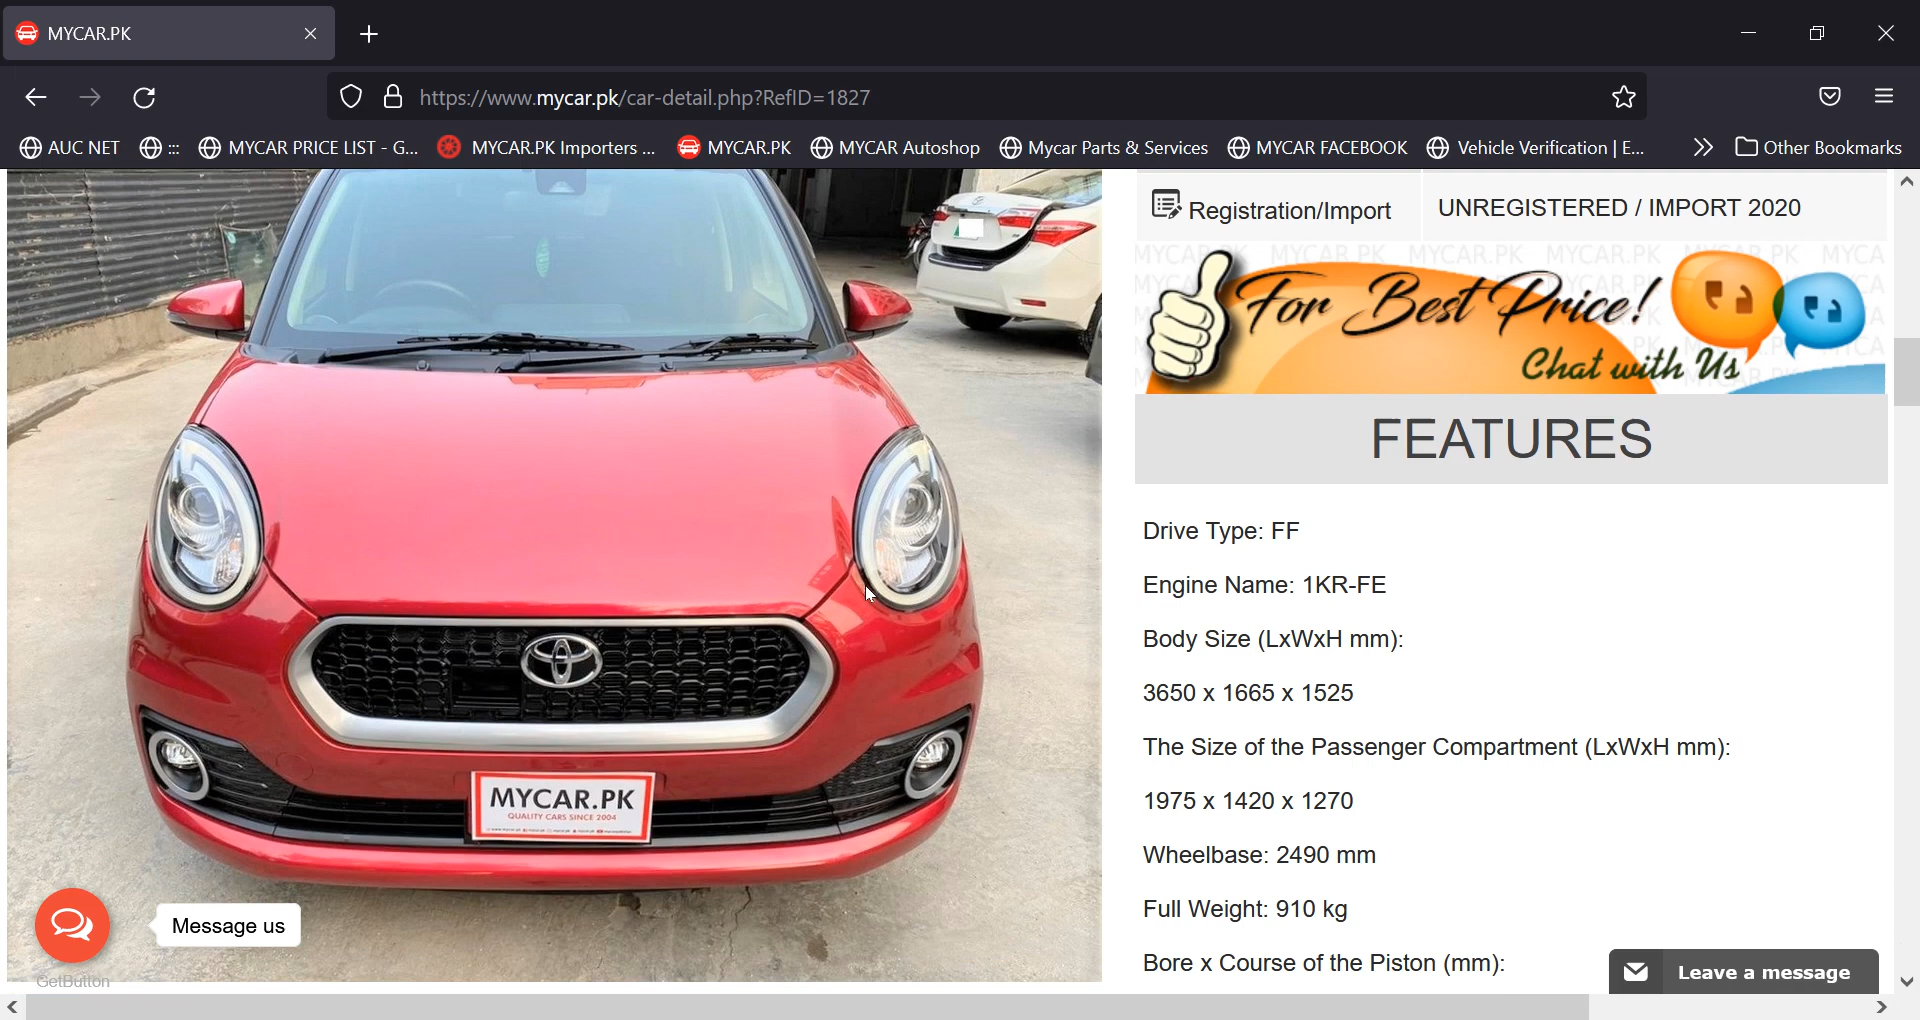 MYCAR.PK
https://www.mycar.pk/car-detail.php?RefID=1827
AUC NET
:::
MYCAR PRICE LIST - G...
MYCAR.PK Importers ...
MYCAR.PK
MYCAR Autoshop
Mycar Parts & Services
MYCAR FACEBOOK
Vehicle Verification | E...
Other Bookmarks
MYCAR.PK
QUALITY CARS SINCE 2004
Message us
GetButton
Registration/Import
UNREGISTERED / IMPORT 2020
For Best Price!
Chat with Us
FEATURES
Drive Type: FF
Engine Name: 1KR-FE
Body Size (LxWxH mm):
3650 x 1665 x 1525
The Size of the Passenger Compartment (LxWxH mm):
1975 x 1420 x 1270
Wheelbase: 2490 mm
Full Weight: 910 kg
Bore x Course of the Piston (mm):
Leave a message